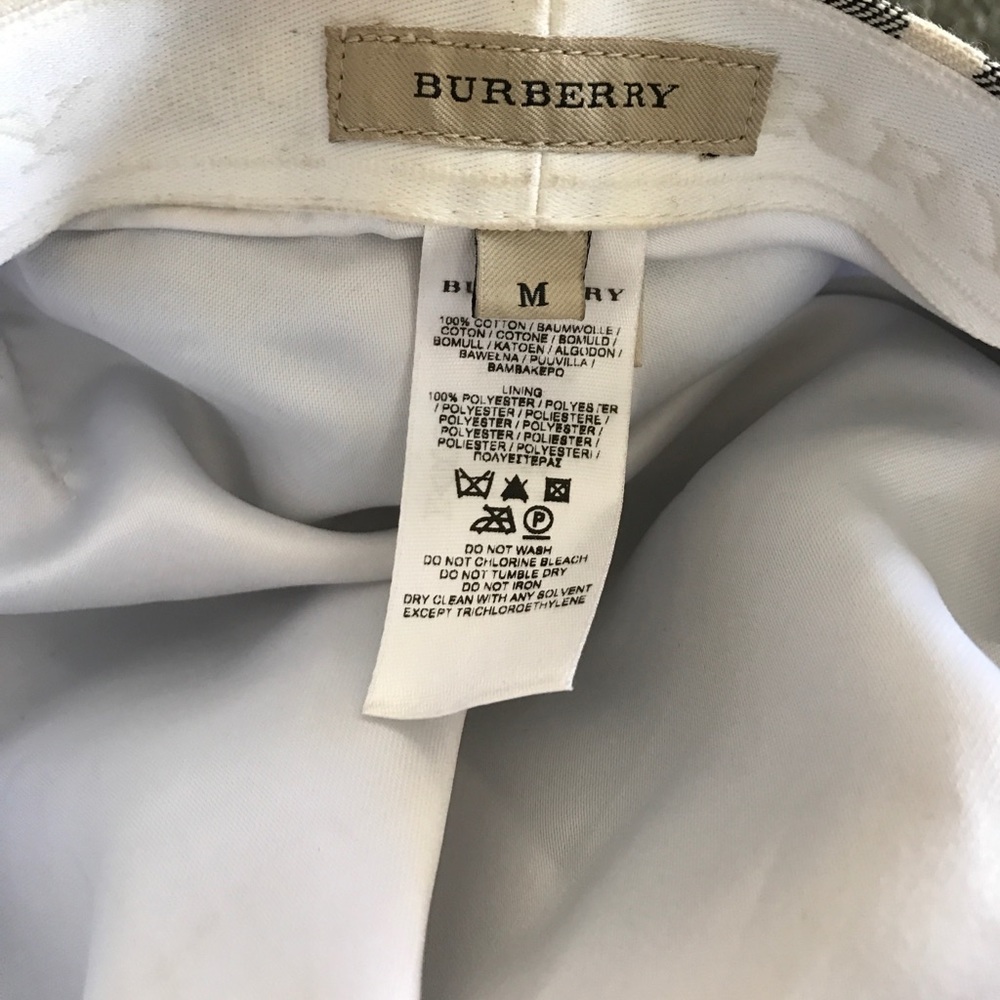 BURBERRY
M
BU RY
100% COTTON / BAUMWOLLE /
COTON / COTONE / BOMULD /
BOMULL / KATOEN / ALGODON /
BAWEŁNA / PUUVILLA /
ΒΑΜΒΑΚΕΡΟ
LINING
100% POLYESTER / POLYESTER
/ POLYESTER / POLIESTERE /
POLYESTER / POLYESTER /
POLYESTER / POLIESTER /
POLIESTER / POLYESTERI /
ΠΟΛΥΕΣΤΕΡΑΣ
P
DO NOT WASH
DO NOT CHLORINE BLEACH
DO NOT TUMBLE DRY
DO NOT IRON
DRY CLEAN WITH ANY SOLVENT
EXCEPT TRICHLOROETHYLENE